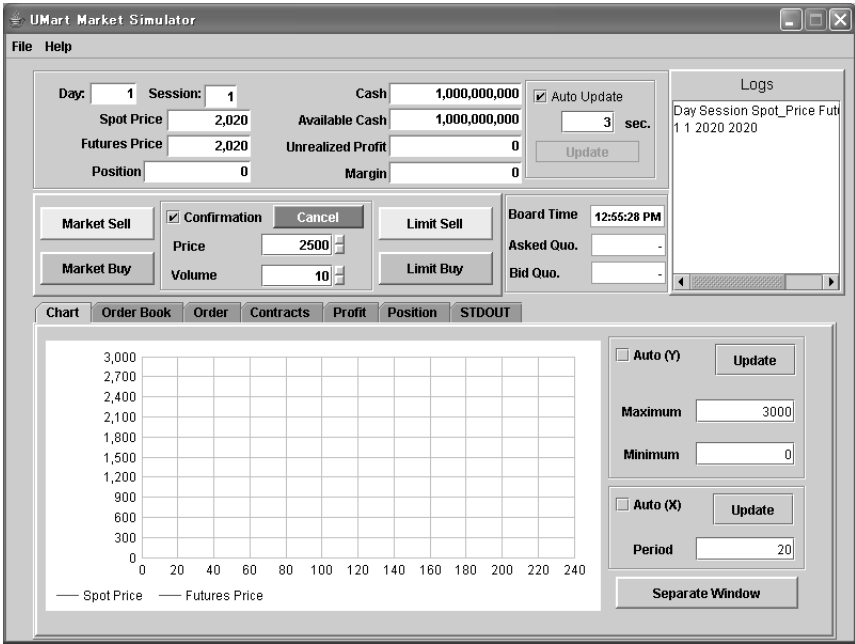 UMart Market Simulator
File Help
Day: 1 Session: 1
Spot Price 2,020
Futures Price 2,020
Position 0
Cash 1,000,000,000
Available Cash 1,000,000,000
Unrealized Profit 0
Margin 0
Auto Update
3 sec.
Update
Logs
Day Session Spot_Price Fut
1 1 2020 2020
Market Sell
Market Buy
Confirmation Cancel
Price 2500
Volume 10
Limit Sell
Limit Buy
Board Time 12:55:28 PM
Asked Quo. -
Bid Quo. -
Chart Order Book Order Contracts Profit Position STDOUT
3,000
2,700
2,400
2,100
1,800
1,500
1,200
900
600
300
0
0 20 40 60 80 100 120 140 160 180 200 220 240
Spot Price Futures Price
Auto (Y) Update
Maximum 3000
Minimum 0
Auto (X) Update
Period 20
Separate Window